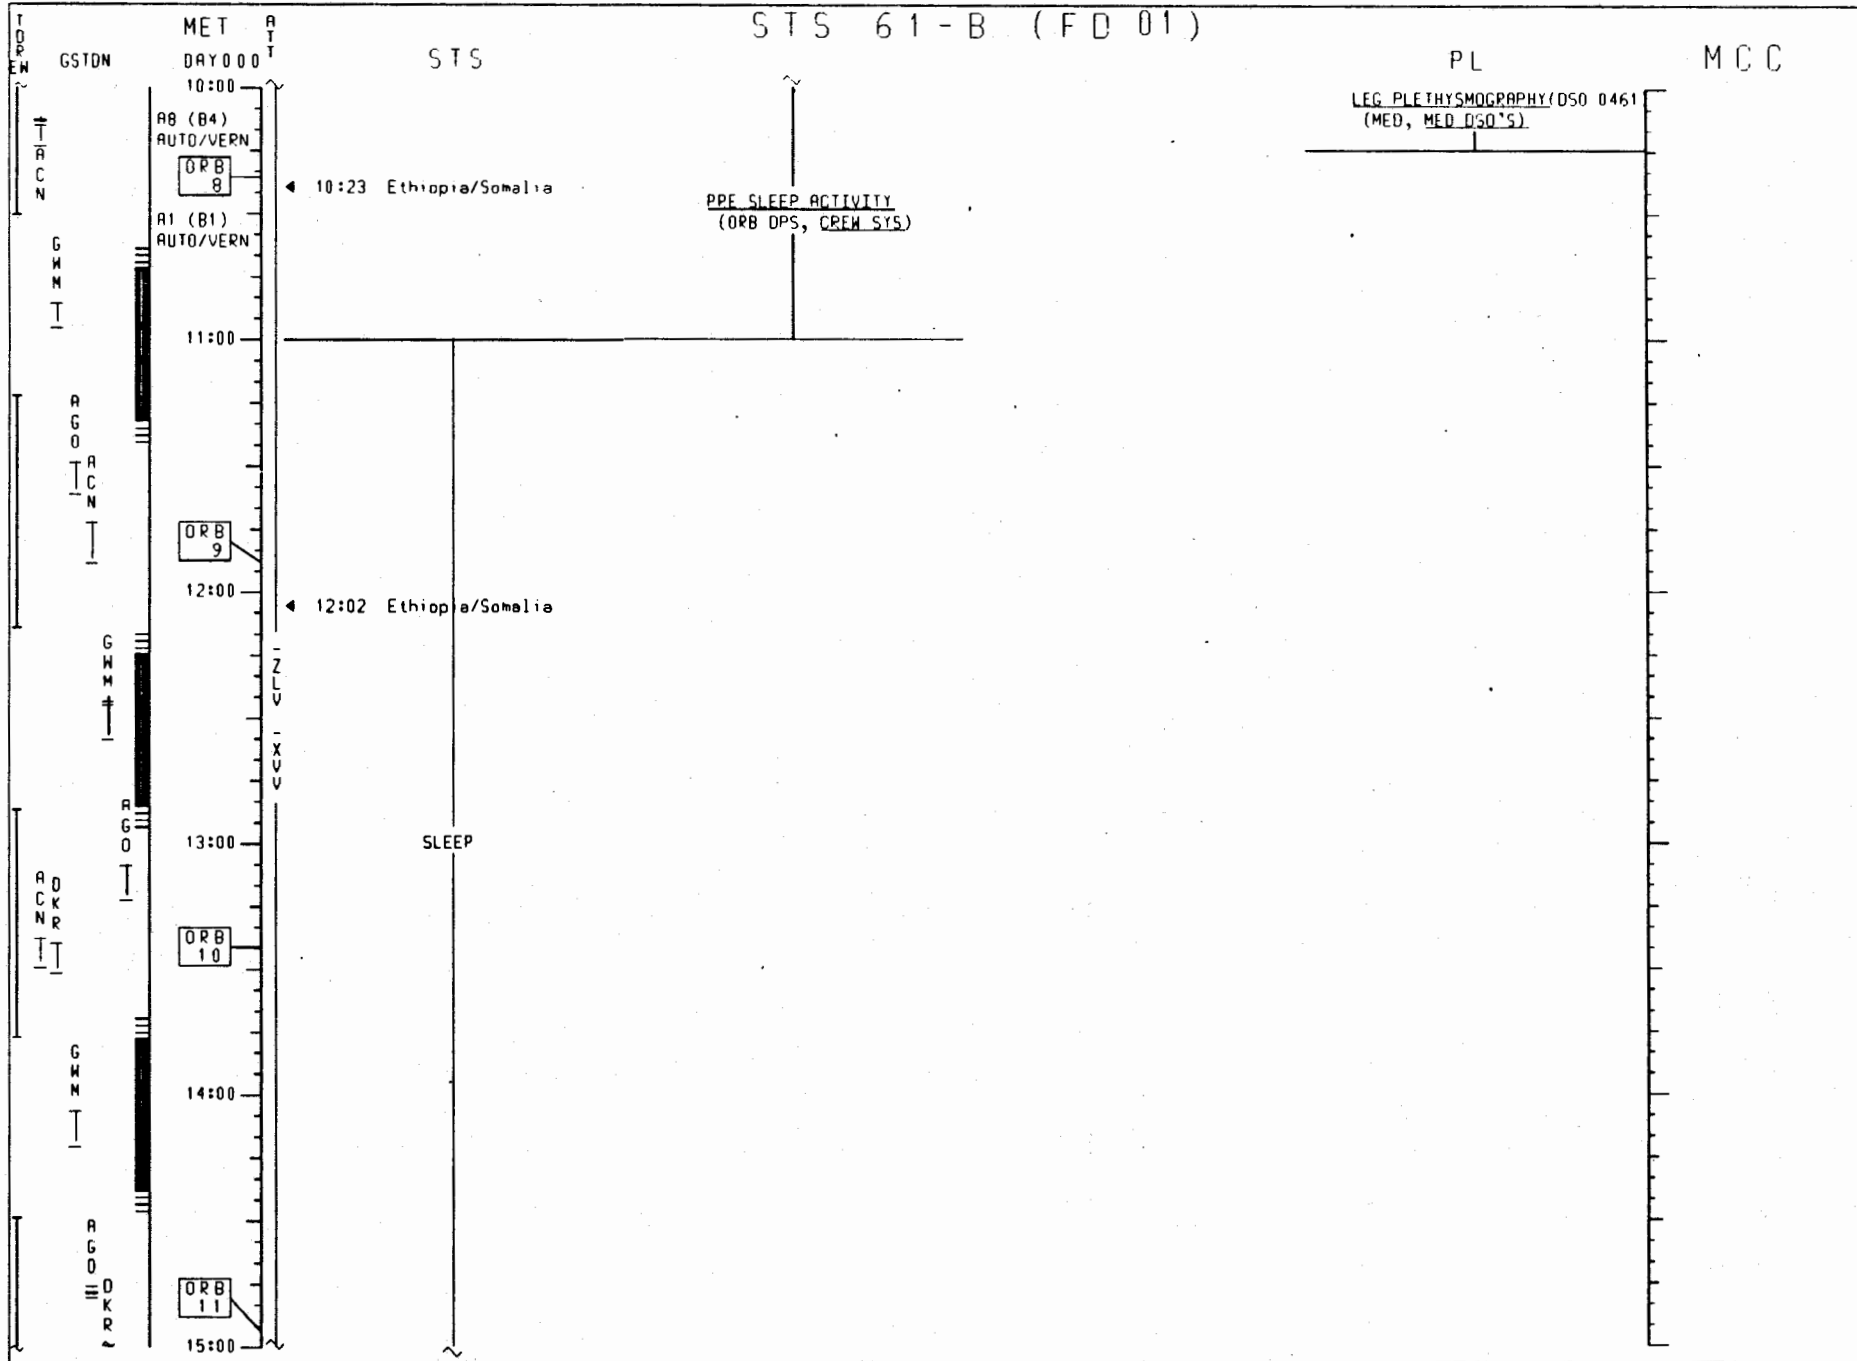 STS 61-B (FD 01)
TDREW
GSTDN
MET
DAY000
ATT
STS
PL
MCC
10:00
A8 (B4)
AUTO/VERN
ORB
8
A1 (B1)
AUTO/VERN
11:00
ORB
9
12:00
13:00
ORB
10
14:00
ORB
11
15:00
ACN
GWM
AGO
ACN
GWM
AGO
ACN
DKR
GWM
AGO
DKR
-ZLV
-XVV
10:23 Ethiopia/Somalia
12:02 Ethiopia/Somalia
SLEEP
PRE SLEEP ACTIVITY
(ORB DPS, CREW SYS)
LEG PLETHYSMOGRAPHY(DSO 0461
(MED, MED DSO'S)